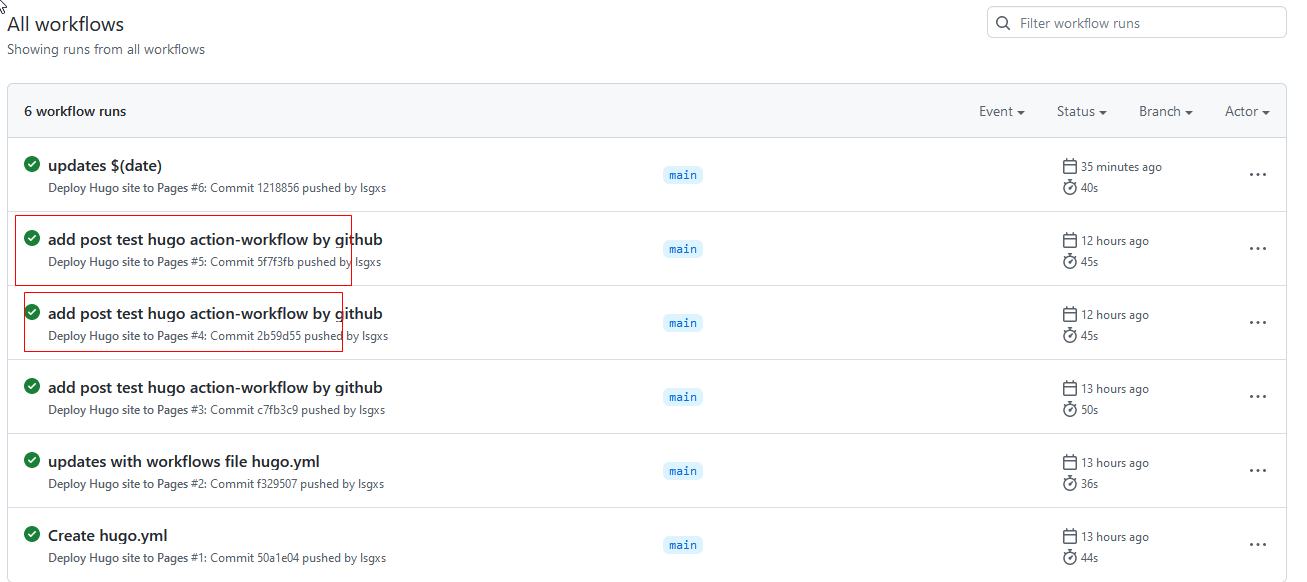 All workflows
Showing runs from all workflows
Filter workflow runs
6 workflow runs
Event
Status
Branch
Actor
updates $(date)
Deploy Hugo site to Pages #6: Commit 1218856 pushed by lsgxs
main
35 minutes ago
40s
add post test hugo action-workflow by github
Deploy Hugo site to Pages #5: Commit 5f7f3fb pushed by lsgxs
main
12 hours ago
45s
add post test hugo action-workflow by github
Deploy Hugo site to Pages #4: Commit 2b59d55 pushed by lsgxs
main
12 hours ago
45s
add post test hugo action-workflow by github
Deploy Hugo site to Pages #3: Commit c7fb3c9 pushed by lsgxs
main
13 hours ago
50s
updates with workflows file hugo.yml
Deploy Hugo site to Pages #2: Commit f329507 pushed by lsgxs
main
13 hours ago
36s
Create hugo.yml
Deploy Hugo site to Pages #1: Commit 50a1e04 pushed by lsgxs
main
13 hours ago
44s